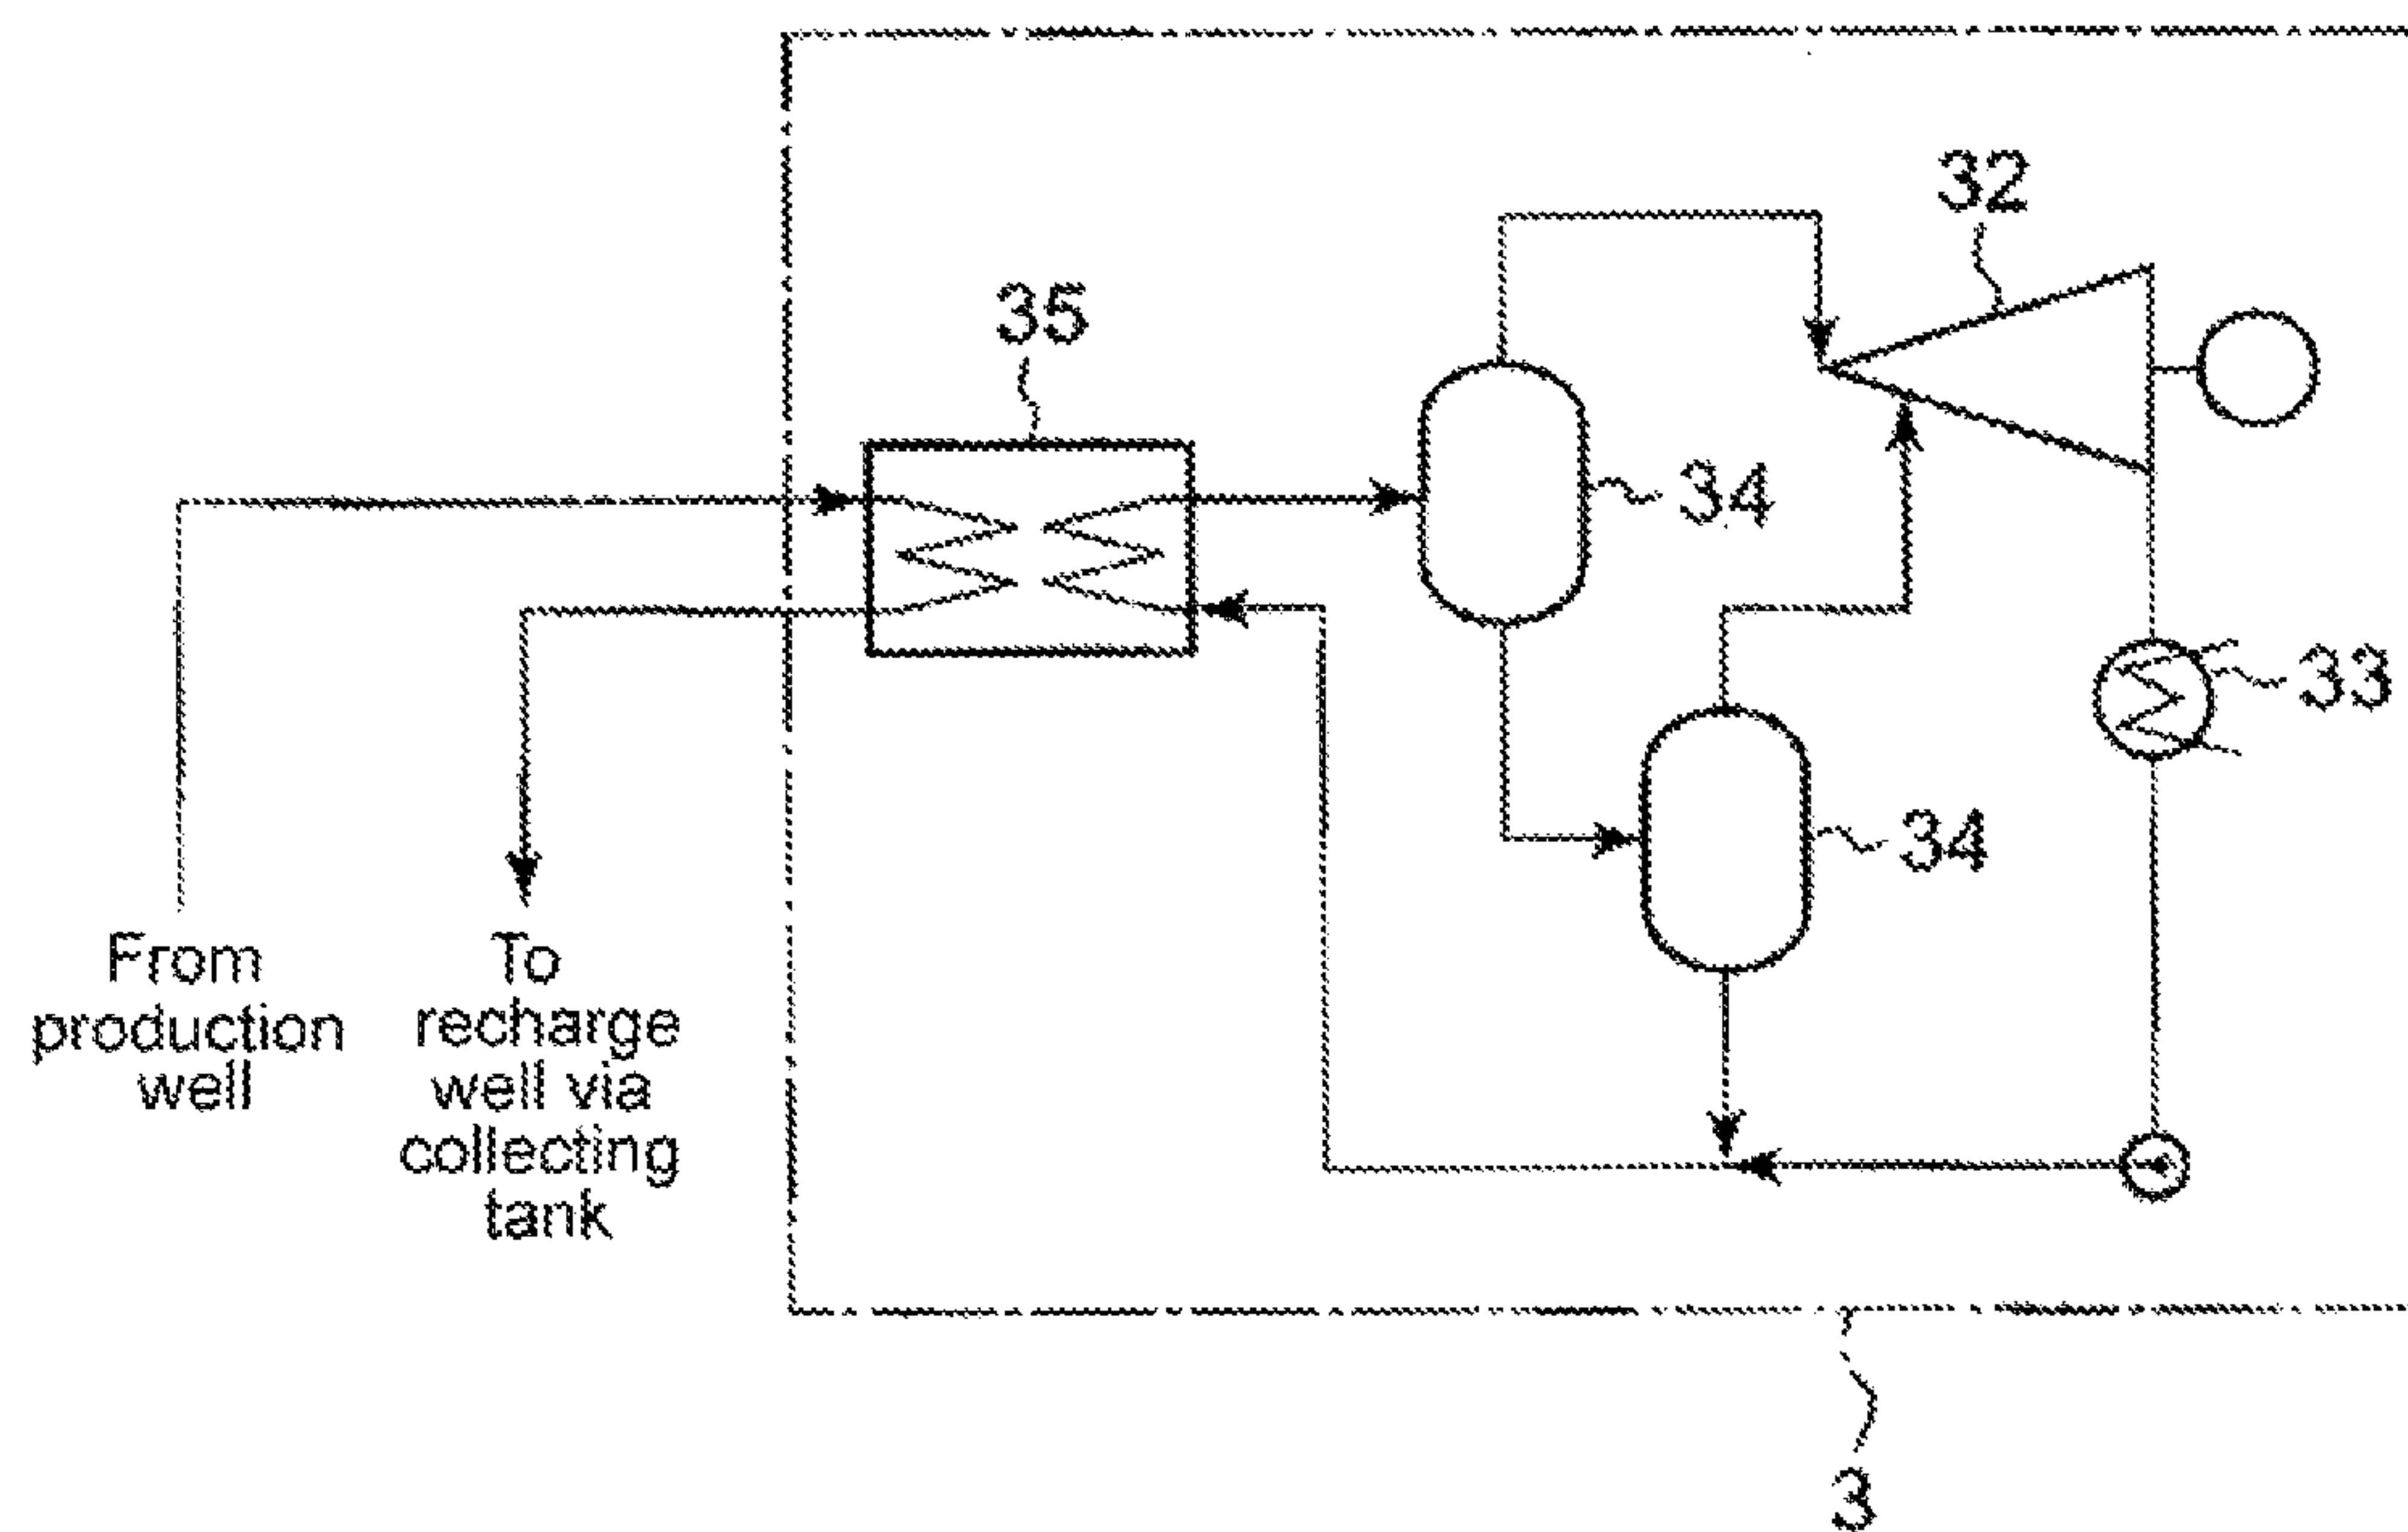 32
35
34
33
34
From
production
well
To
recharge
well via
collecting
tank
3